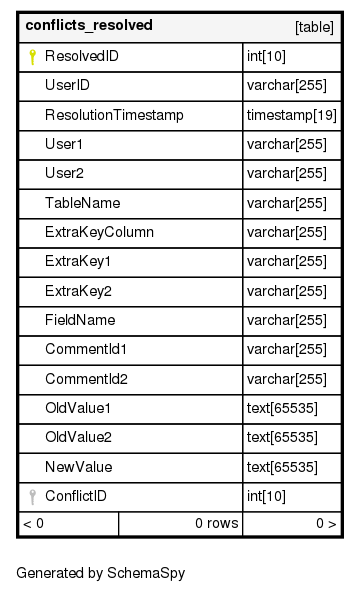 conflicts_resolved [table]
ResolvedID int[10]
UserID varchar[255]
ResolutionTimestamp timestamp[19]
User1 varchar[255]
User2 varchar[255]
TableName varchar[255]
ExtraKeyColumn varchar[255]
ExtraKey1 varchar[255]
ExtraKey2 varchar[255]
FieldName varchar[255]
CommentId1 varchar[255]
CommentId2 varchar[255]
OldValue1 text[65535]
OldValue2 text[65535]
NewValue text[65535]
ConflictID int[10]
< 0 0 rows 0 >
Generated by SchemaSpy